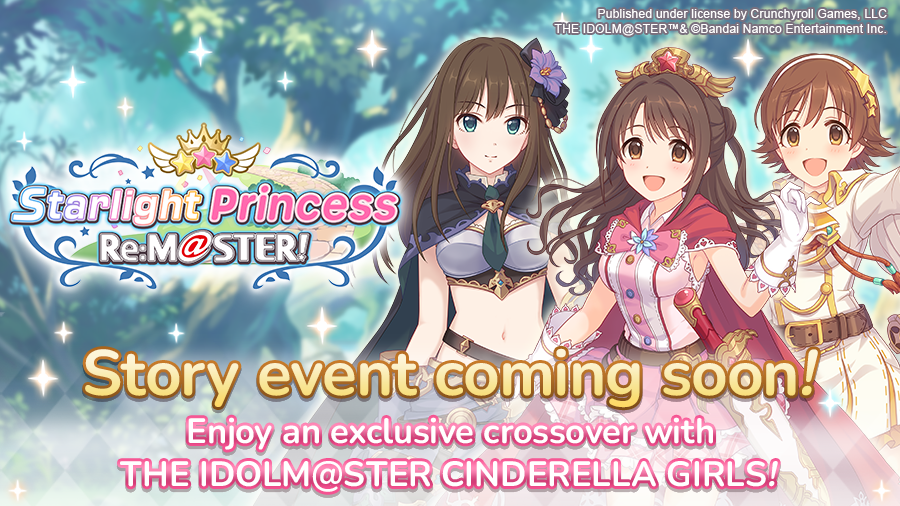 Published under license by Crunchyroll Games, LLC
THE IDOLM@STER™& ©Bandai Namco Entertainment Inc.
Starlight Princess
Re:M@STER!
Story event coming soon!
Enjoy an exclusive crossover with
THE IDOLM@STER CINDERELLA GIRLS!